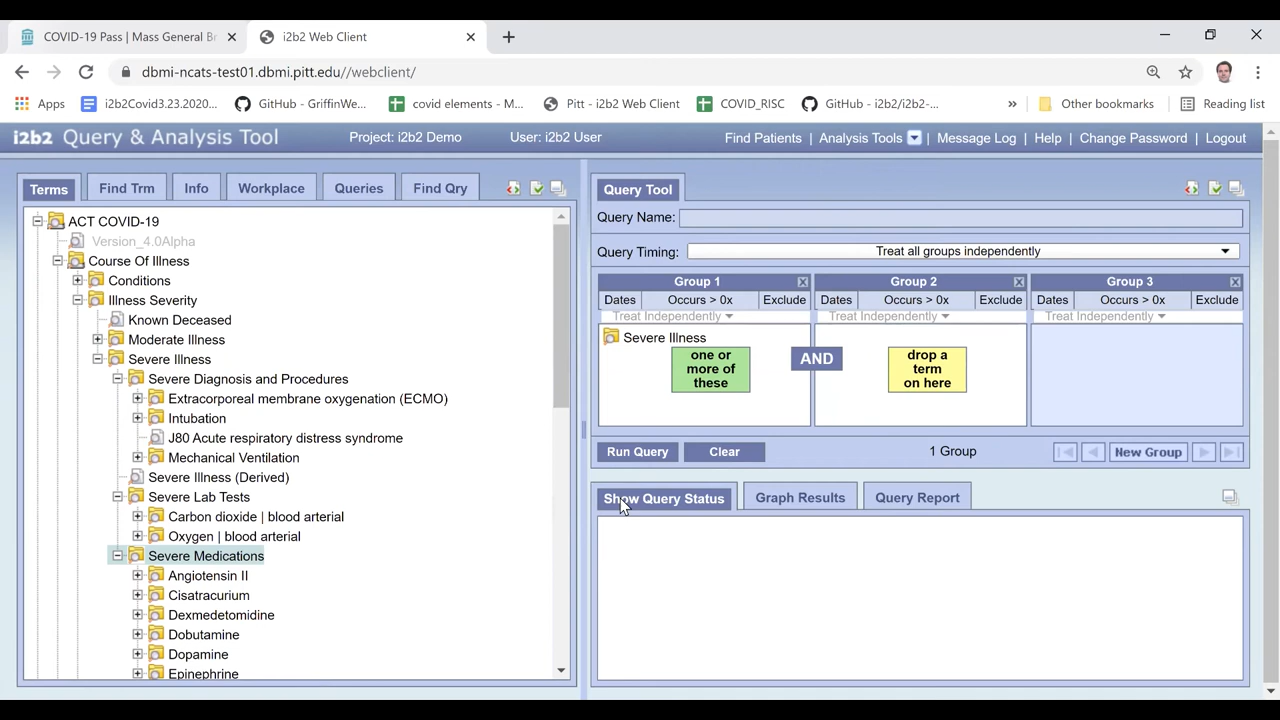 COVID-19 Pass | Mass General B
i2b2 Web Client
dbmi-ncats-test01.dbmi.pitt.edu//webclient/
Apps
i2b2Covid3.23.2020...
GitHub - GriffinWe...
covid elements - M...
Pitt - i2b2 Web Client
COVID_RISC
GitHub - i2b2/i2b2-...
»
Other bookmarks
Reading list
i2b2 Query & Analysis Tool
Project: i2b2 Demo
User: i2b2 User
Find Patients | Analysis Tools | Message Log | Help | Change Password | Logout
Terms
Find Trm
Info
Workplace
Queries
Find Qry
ACT COVID-19
Version_4.0Alpha
Course Of Illness
Conditions
Illness Severity
Known Deceased
Moderate Illness
Severe Illness
Severe Diagnosis and Procedures
Extracorporeal membrane oxygenation (ECMO)
Intubation
J80 Acute respiratory distress syndrome
Mechanical Ventilation
Severe Illness (Derived)
Severe Lab Tests
Carbon dioxide | blood arterial
Oxygen | blood arterial
Severe Medications
Angiotensin II
Cisatracurium
Dexmedetomidine
Dobutamine
Dopamine
Epinephrine
Query Tool
Query Name:
Query Timing:
Treat all groups independently
Group 1
Group 2
Group 3
Dates
Occurs > 0x
Exclude
Dates
Occurs > 0x
Exclude
Dates
Occurs > 0x
Exclude
Treat Independently
Treat Independently
Treat Independently
Severe Illness
one or
more of
these
AND
drop a
term
on here
Run Query
Clear
1 Group
New Group
Show Query Status
Graph Results
Query Report